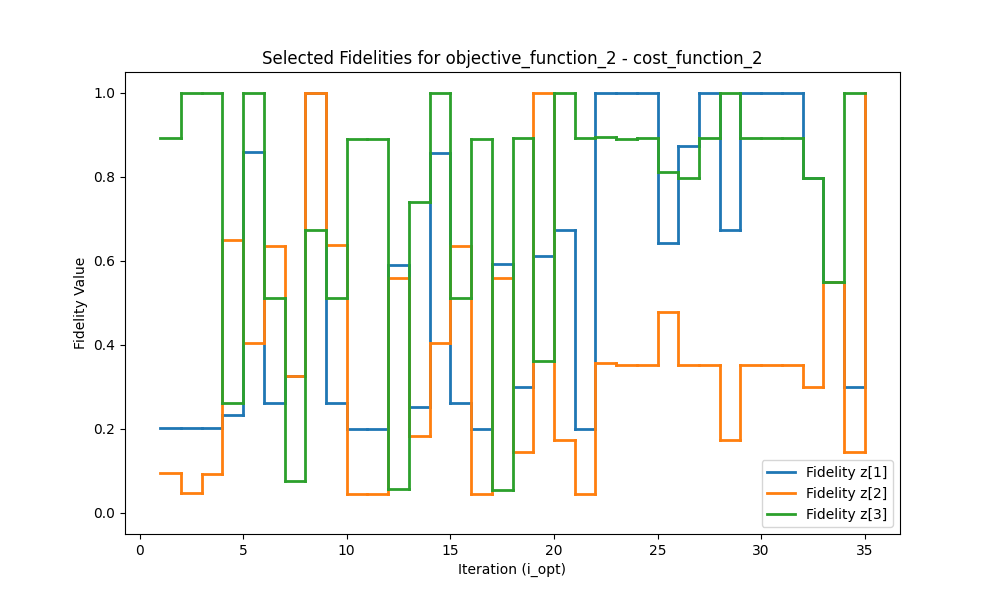 Selected Fidelities for objective_function_2 - cost_function_2
Fidelity Value
1.0
0.8
0.6
0.4
0.2
0.0
Fidelity z[1]
Fidelity z[2]
Fidelity z[3]
0 5 10 15 20 25 30 35
Iteration (i_opt)